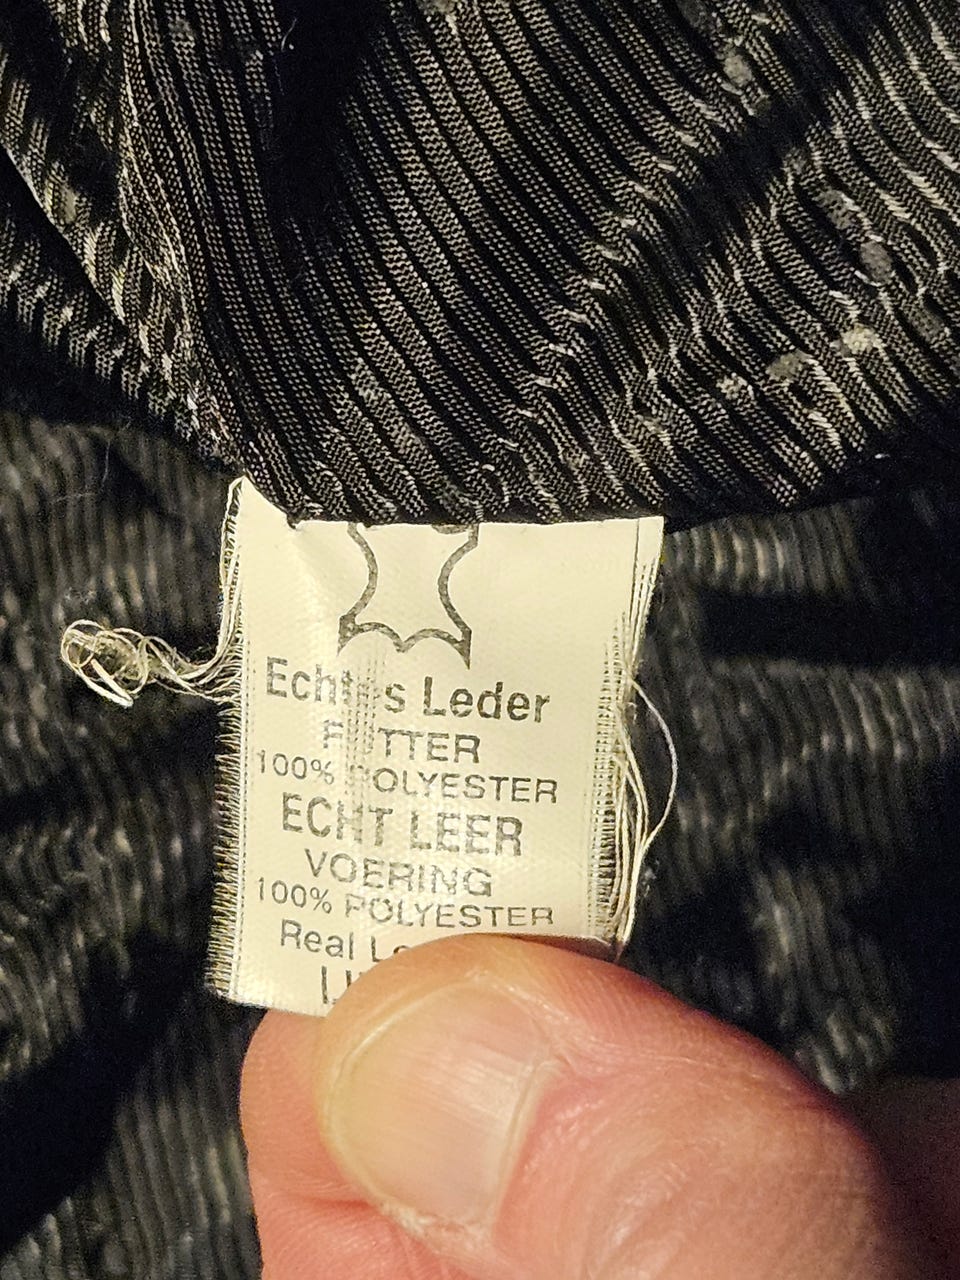 Echtes Leder
FUTTER
100% POLYESTER
ECHT LEER
VOERING
100% POLYESTER
Real